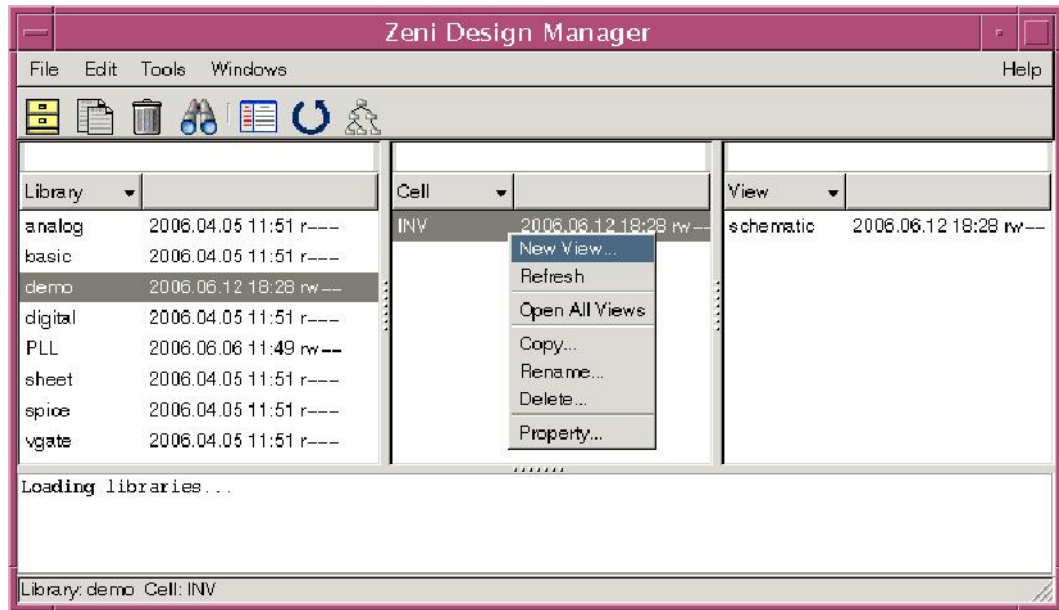 Zeni Design Manager
File Edit Tools Windows Help
Library Cell View
analog 2006.04.05 11:51 r---
basic 2006.04.05 11:51 r---
demo 2006.06.12 18:28 rw--
digital 2006.04.05 11:51 r---
PLL 2006.06.06 11:49 rw--
sheet 2006.04.05 11:51 r---
spice 2006.04.05 11:51 r---
vgate 2006.04.05 11:51 r---
INV 2006.06.12 18:28 rw--
New View...
Refresh
Open All Views
Copy...
Rename...
Delete...
Property...
schematic 2006.06.12 18:28 rw--
Loading libraries...
Library: demo Cell: INV